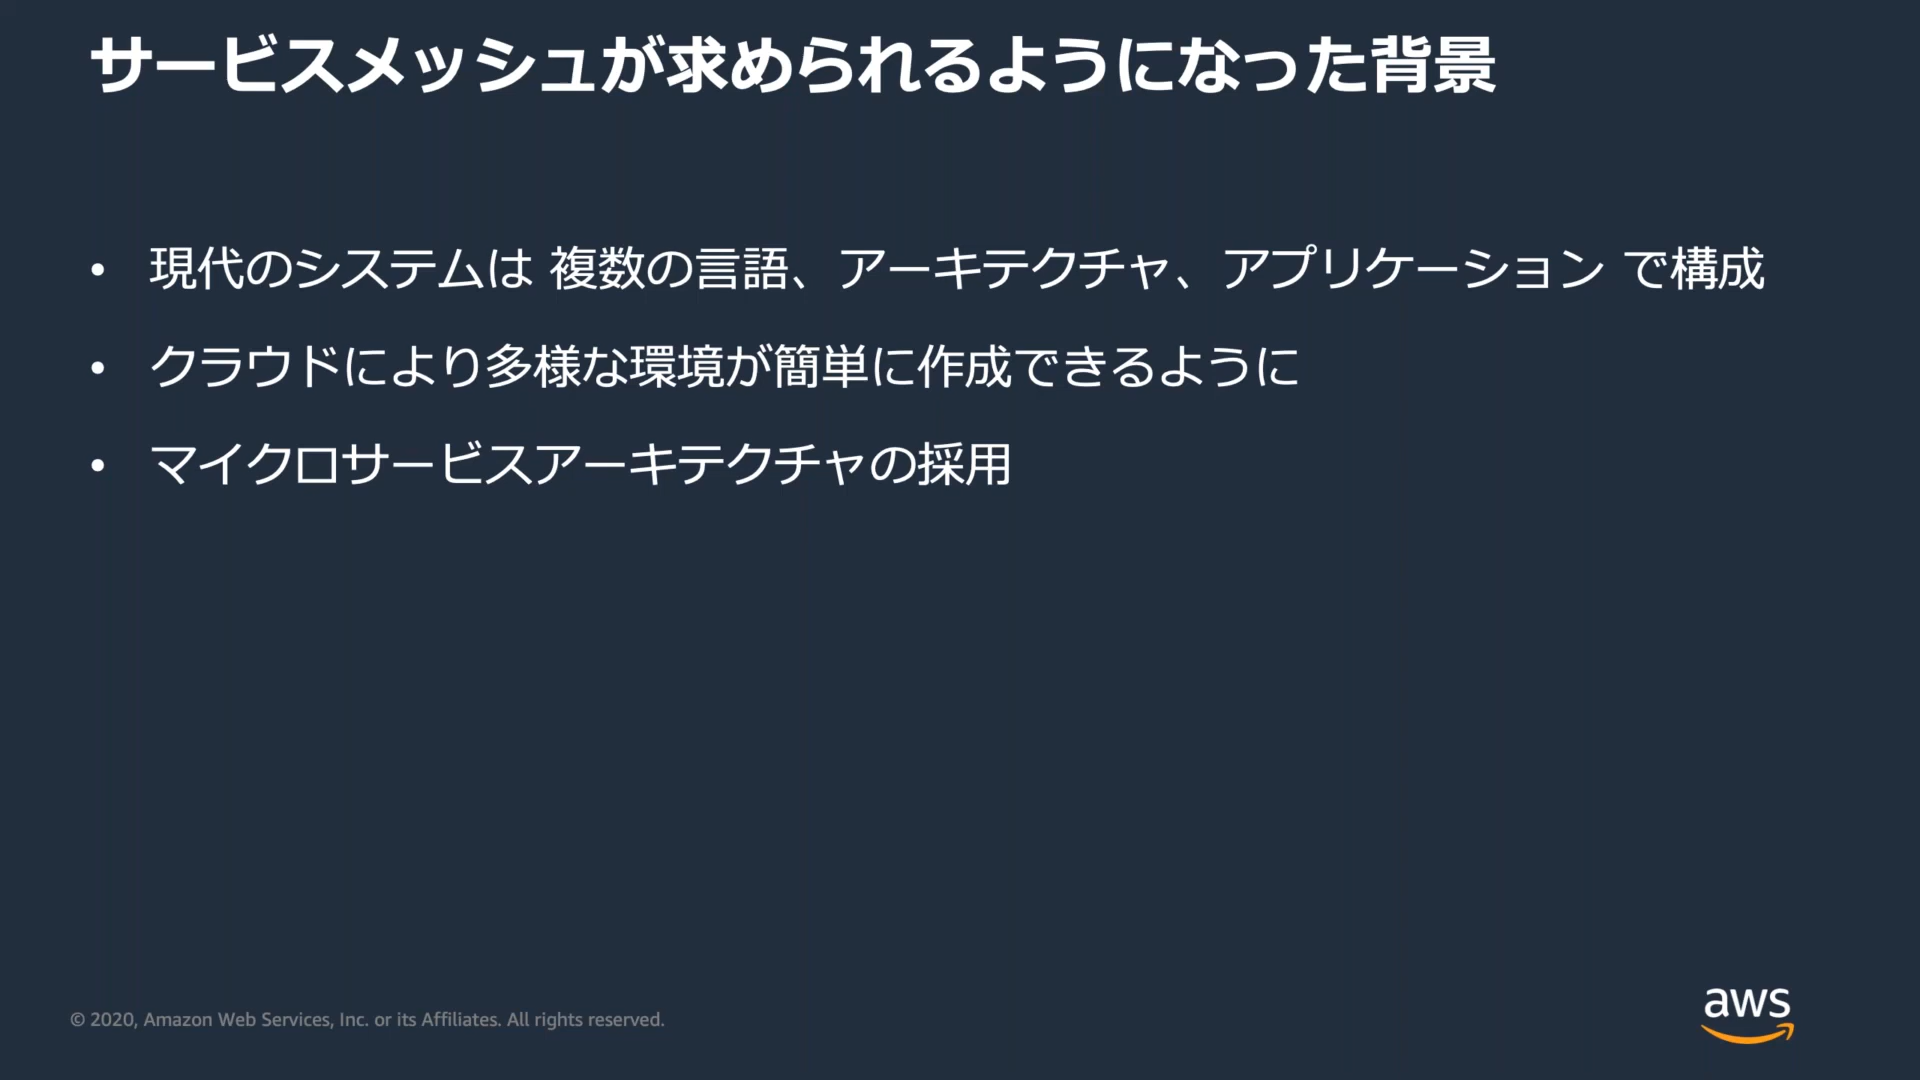 サービスメッシュが求められるようになった背景
• 現代のシステムは 複数の言語、アーキテクチャ、アプリケーション で構成
• クラウドにより多様な環境が簡単に作成できるように
• マイクロサービスアーキテクチャの採用
© 2020, Amazon Web Services, Inc. or its Affiliates. All rights reserved.
aws